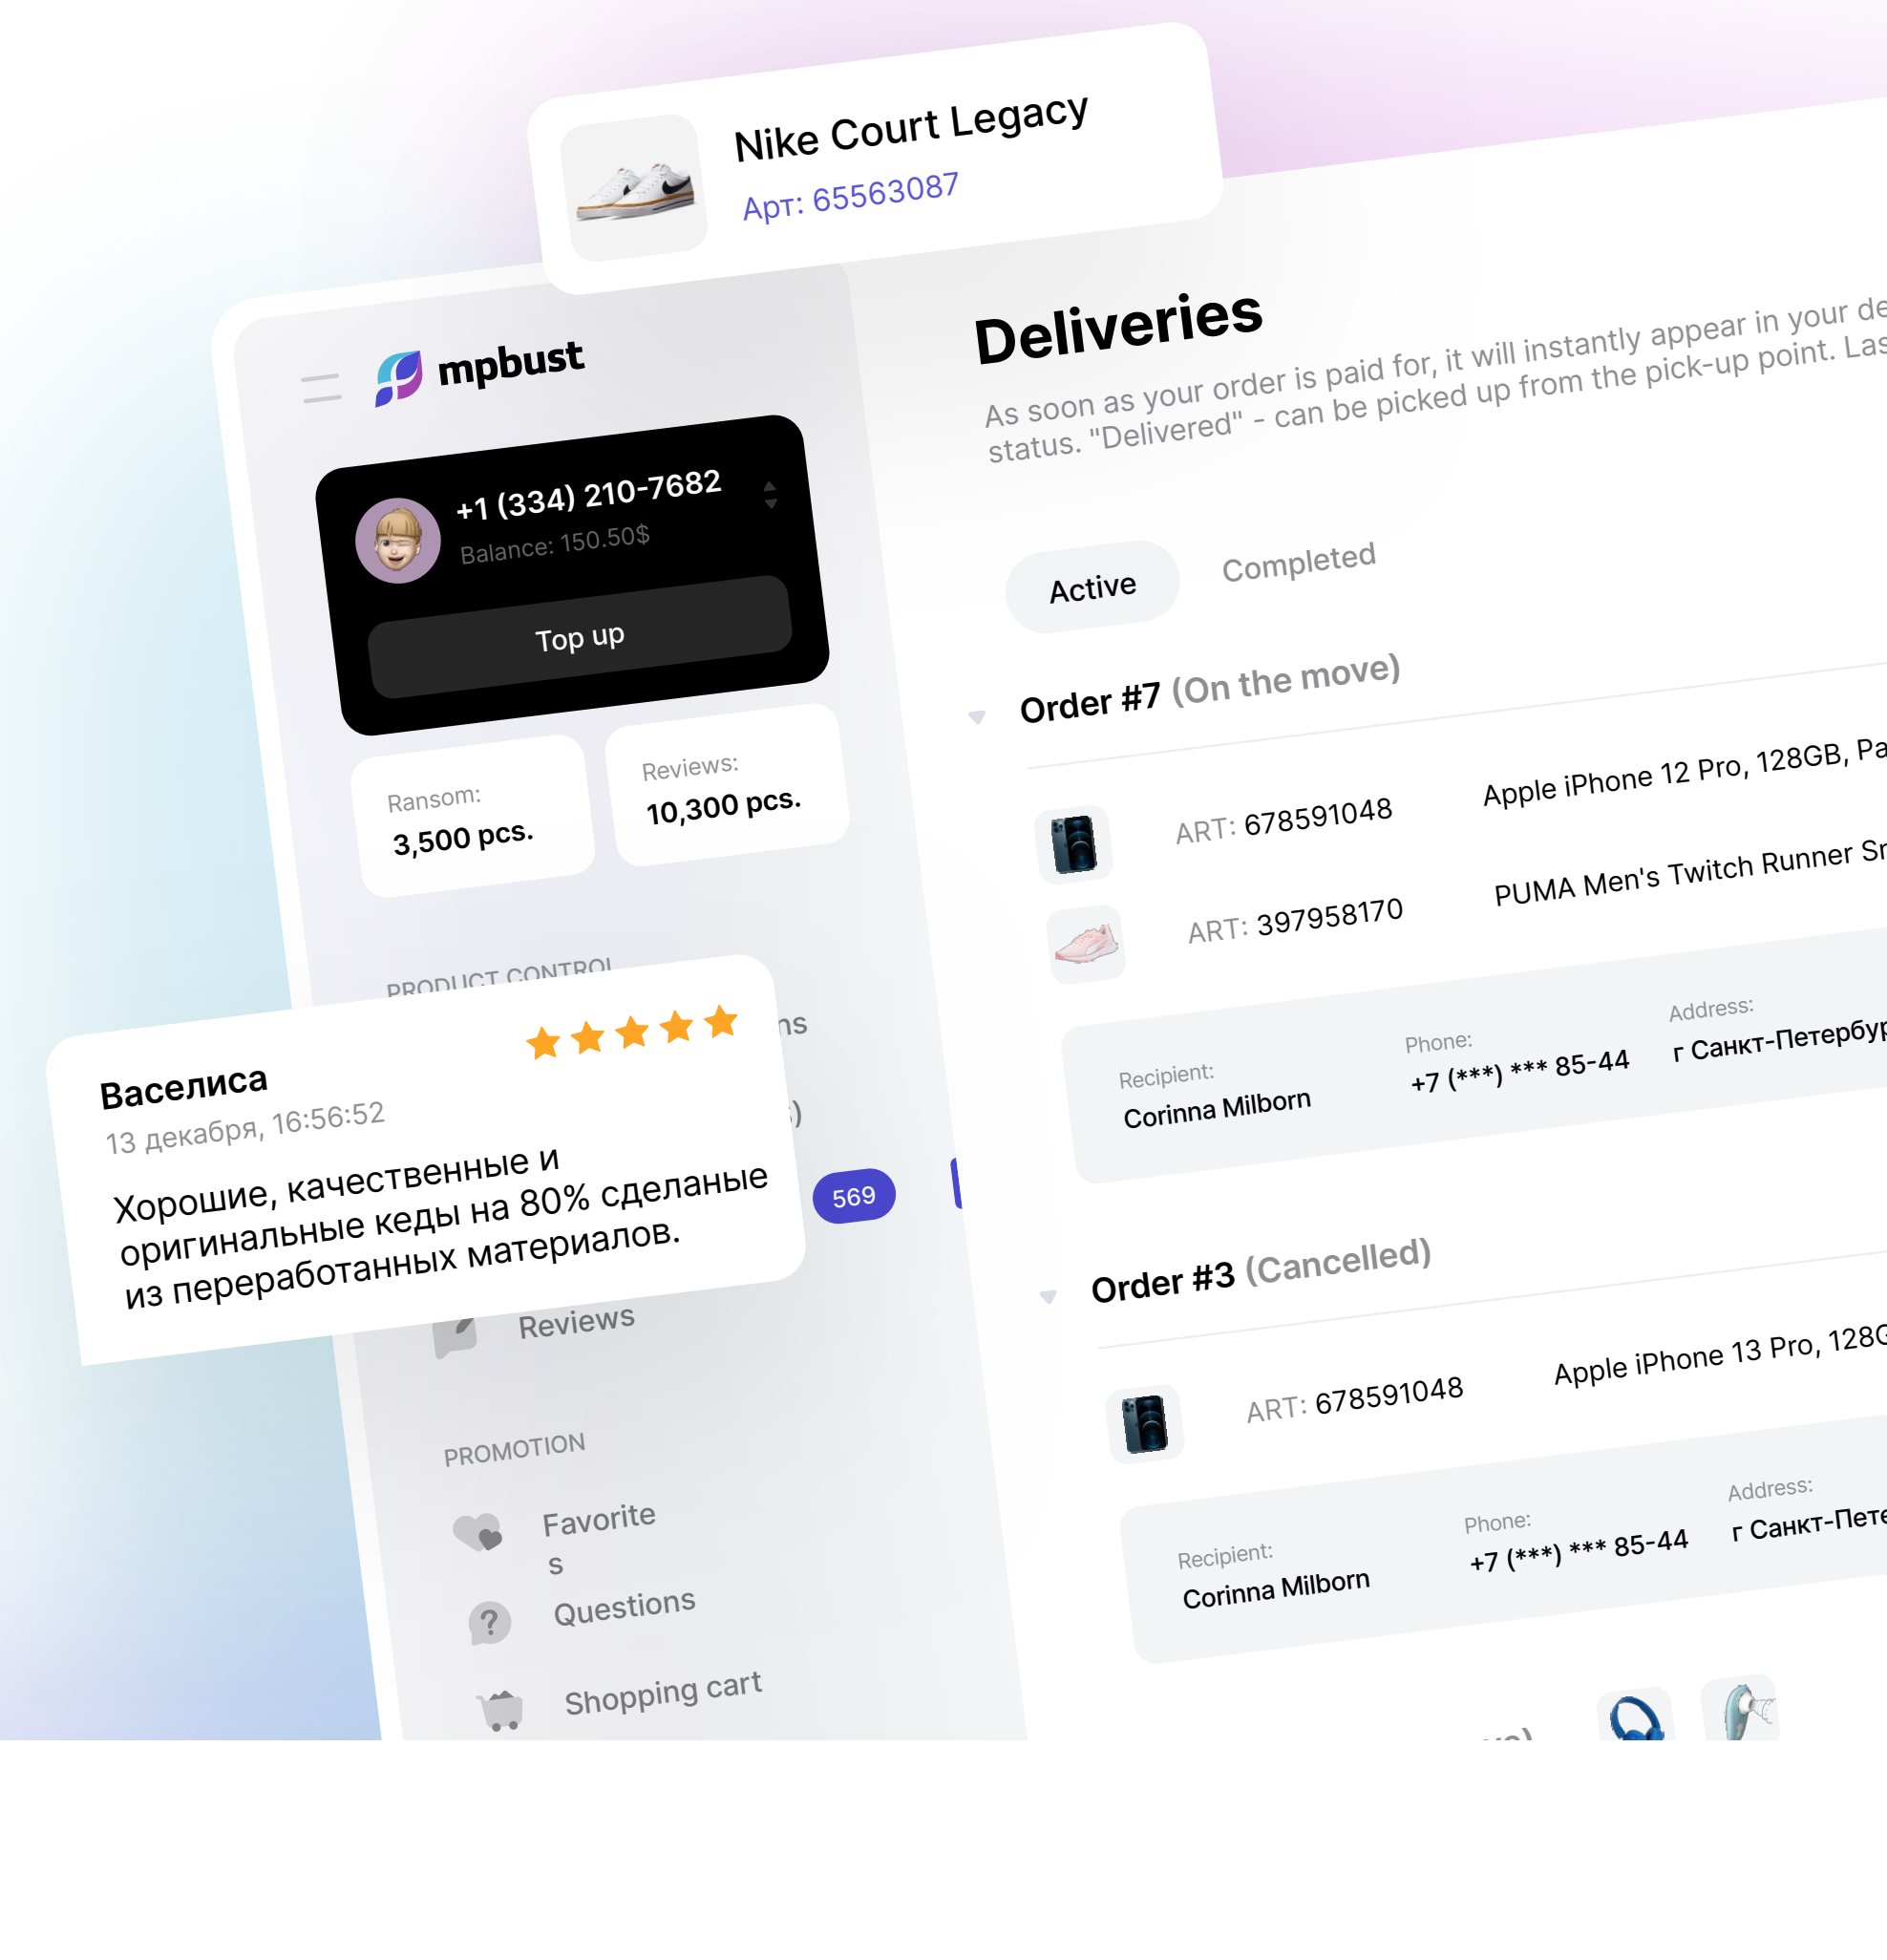 Nike Court Legacy
Арт: 65563087
mpbust
+1 (334) 210-7682
Balance: 150.50$
Top up
Ransom:
3,500 pcs.
Reviews:
10,300 pcs.
PRODUCT CONTROL
Василиса
13 декабря, 16:56:52
Хорошие, качественные и
оригинальные кеды на 80% сделаные
из переработанных материалов.
569
Reviews
PROMOTION
Favorite
s
Questions
Shopping cart
Deliveries
As soon as your order is paid for, it will instantly appear in your
status. "Delivered" - can be picked up from the pick-up point.
Active
Completed
Order #7 (On the move)
ART: 678591048
Apple iPhone 12 Pro, 128GB,
ART: 397958170
PUMA Men's Twitch Runner
Recipient:
Corinna Milborn
Phone:
+7 (***) *** 85-44
Address:
г Санкт-Петербур
Order #3 (Cancelled)
ART: 678591048
Apple iPhone 13 Pro,
Recipient:
Corinna Milborn
Phone:
+7 (***) *** 85-44
Address:
г Санкт-Пете